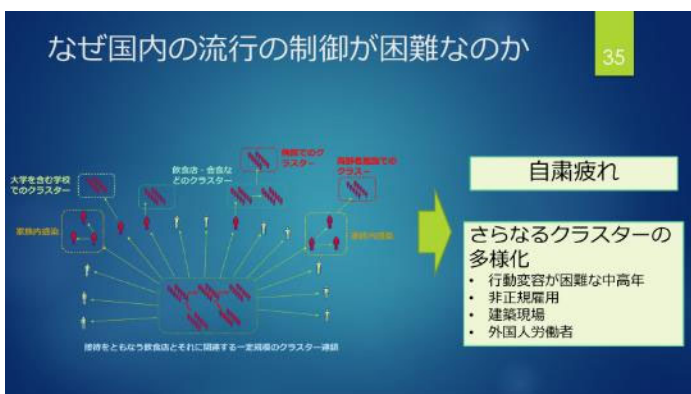 なぜ国内の流行の制御が困難なのか
35
大学を含む学校
でのクラスター
飲食店・会食な
どのクラスター
病院でのク
ラスター
高齢者施設での
クラスター
家族内感染
家族内感染
接待をともなう飲食店とそれに関連する一定規模のクラスター連鎖
自粛疲れ
さらなるクラスターの
多様化
• 行動変容が困難な中高年
• 非正規雇用
• 建築現場
• 外国人労働者